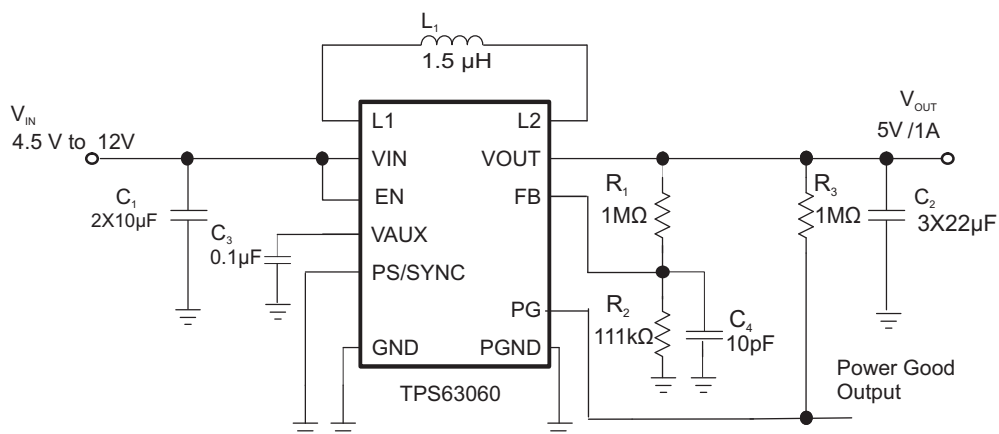 L₁
1.5 µH
V_IN
4.5 V to 12V
V_OUT
5V /1A
L1
L2
VIN
VOUT
EN
FB
VAUX
PS/SYNC
PG
GND
PGND
TPS63060
C₁
2X10µF
C₃
0.1µF
R₁
1MΩ
R₂
111kΩ
C₄
10pF
R₃
1MΩ
C₂
3X22µF
Power Good
Output